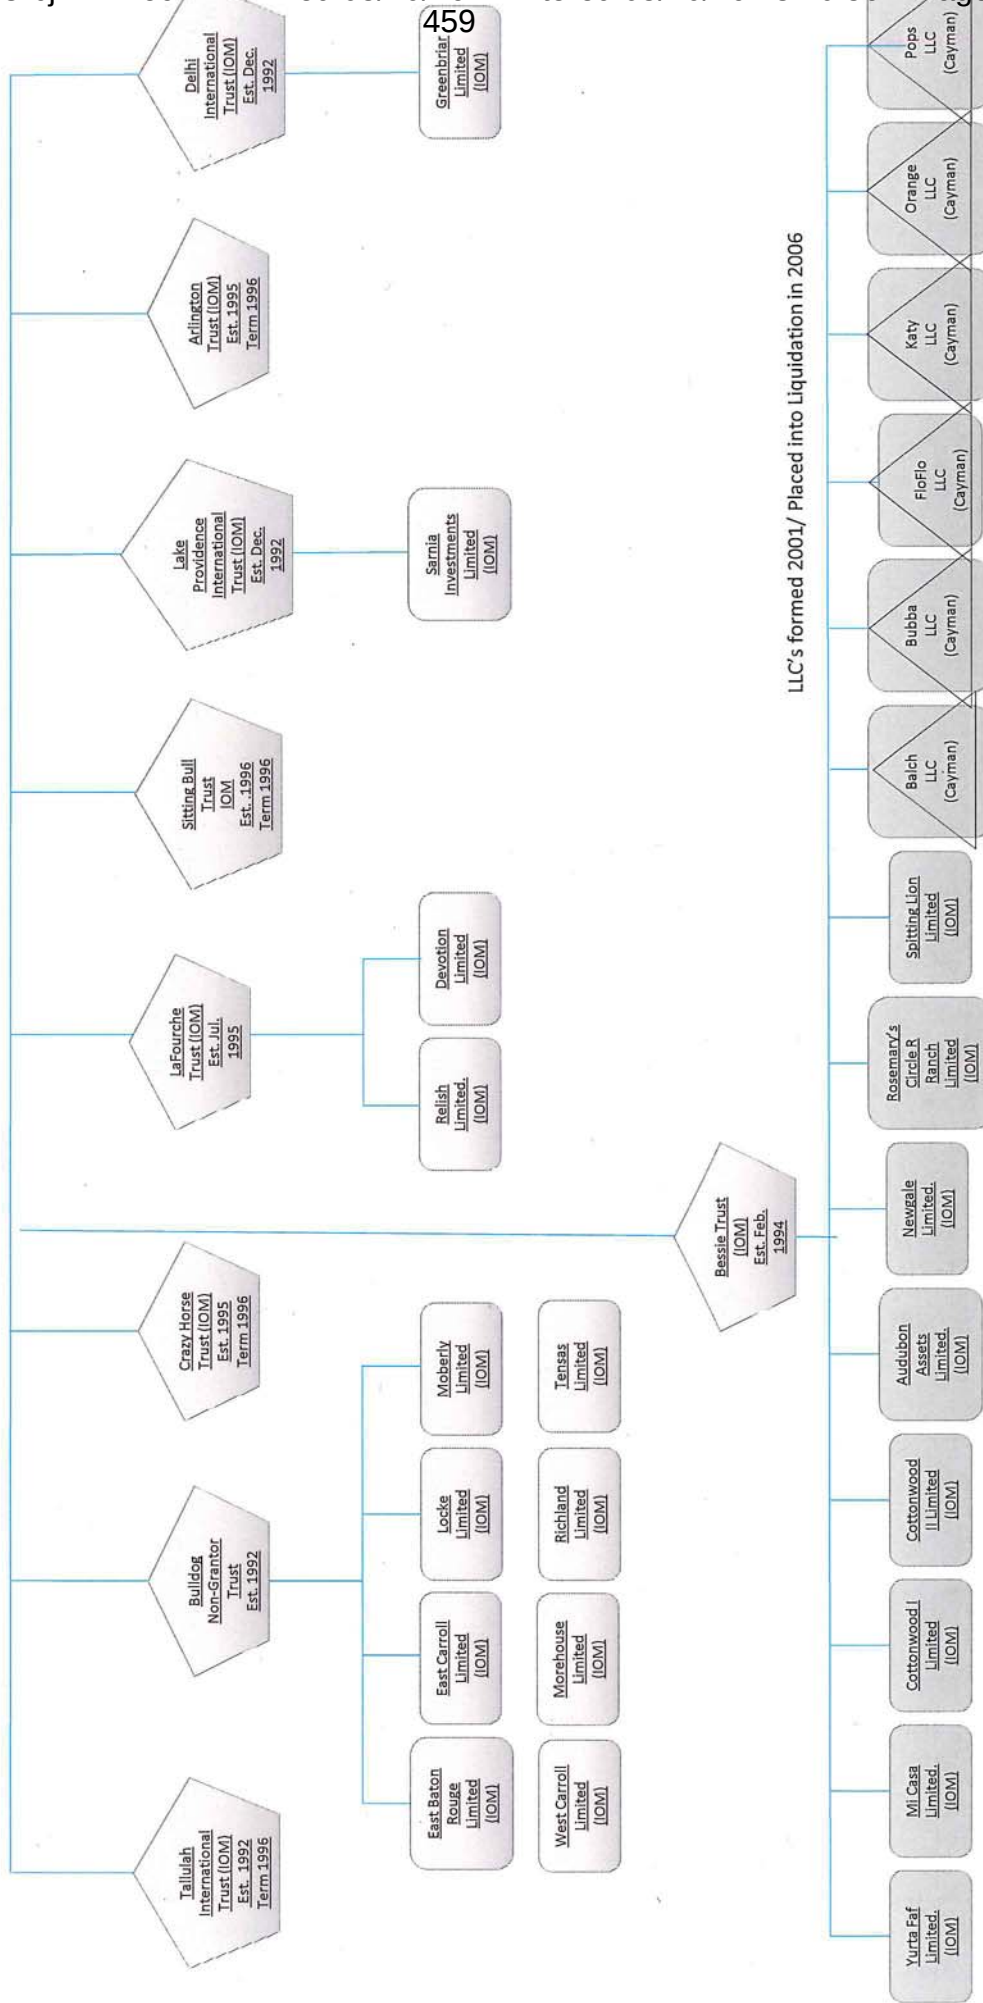 459
Tallulah
International
Trust (IOM)
Est. 1992
Term 1996
Bulldog
Non-Grantor
Trust
Est. 1992
Crazy Horse
Trust (IOM)
Est. 1995
Term 1996
LaFourche
Trust (IOM)
Est. Jul.
1995
Sitting Bull
Trust
IOM
Est. .1996
Term 1996
Lake
Providence
International
Trust (IOM)
Est. Dec.
1992
Arlington
Trust (IOM)
Est. 1995
Term 1996
Delhi
International
Trust (IOM)
Est. Dec.
1992
East Baton
Rouge
Limited
(IOM)
East Carroll
Limited
(IOM)
Locke
Limited
(IOM)
Moberly
Limited
(IOM)
Relish
Limited.
(IOM)
Devotion
Limited
(IOM)
Sarnia
Investments
Limited
(IOM)
Greenbriar
Limited
(IOM)
West Carroll
Limited
(IOM)
Morehouse
Limited
(IOM)
Richland
Limited
(IOM)
Tensas
Limited
(IOM)
Bessie Trust
(IOM)
Est. Feb.
1994
LLC's formed 2001/ Placed into Liquidation in 2006
Yurta Faf
Limited.
(IOM)
Mi Casa
Limited.
(IOM)
Cottonwood I
Limited
(IOM)
Cottonwood
II Limited
(IOM)
Audubon
Assets
Limited.
(IOM)
Newgale
Limited.
(IOM)
Rosemary's
Circle R
Ranch
Limited
(IOM)
Spitting Lion
Limited
(IOM)
Balch
LLC
(Cayman)
Bubba
LLC
(Cayman)
FloFlo
LLC
(Cayman)
Katy
LLC
(Cayman)
Orange
LLC
(Cayman)
Pops
LLC
(Cayman)